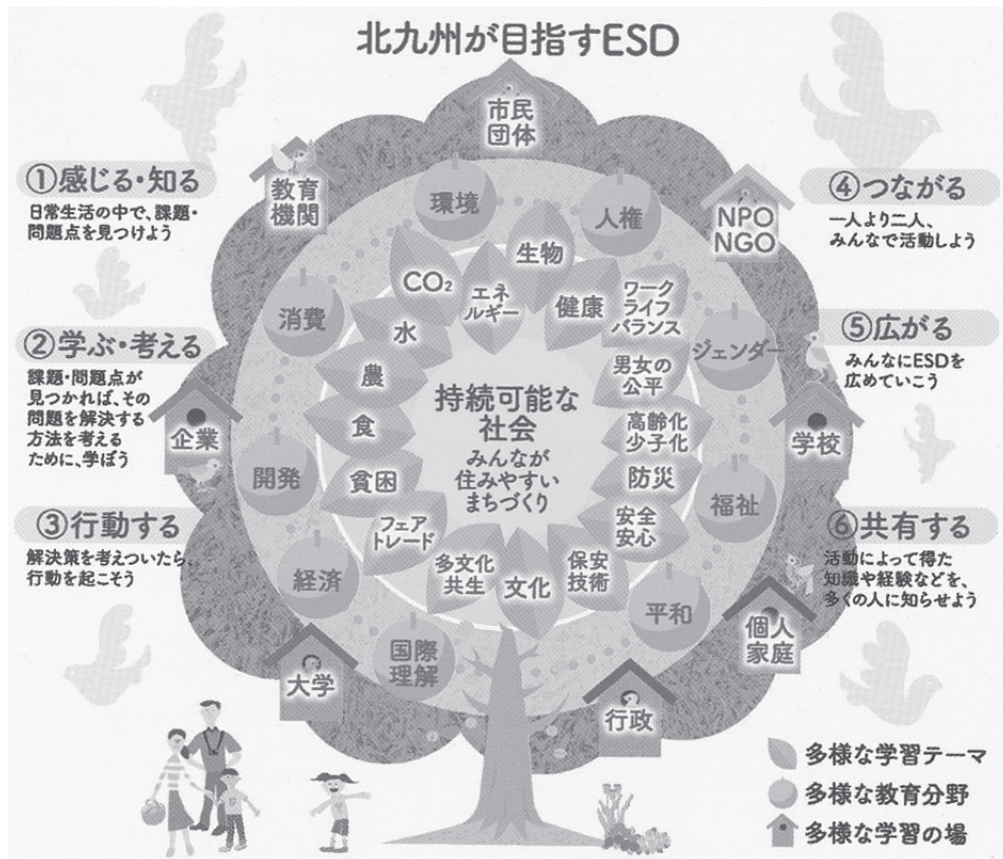 北九州が目指すESD
①感じる・知る
日常生活の中で、課題・
問題点を見つけよう
②学ぶ・考える
課題・問題点が
見つかれば、その
問題を解決する
方法を考える
ために、学ぼう
③行動する
解決策を考えついたら、
行動を起こそう
④つながる
一人より二人、
みんなで活動しよう
⑤広がる
みんなにESDを
広めていこう
⑥共有する
活動によって得た
知識や経験などを、
多くの人に知らせよう
市民
団体
教育
機関
NPO
NGO
企業
学校
大学
行政
個人
家庭
環境
人権
消費
ジェンダー
開発
福祉
経済
平和
国際
理解
生物
CO₂
エネ
ルギー
健康
ワーク
ライフ
バランス
水
男女の
公平
農
高齢化
少子化
食
防災
貧困
安全
安心
フェア
トレード
保安
技術
多文化
共生
文化
持続可能な
社会
みんなが
住みやすい
まちづくり
多様な学習テーマ
多様な教育分野
多様な学習の場